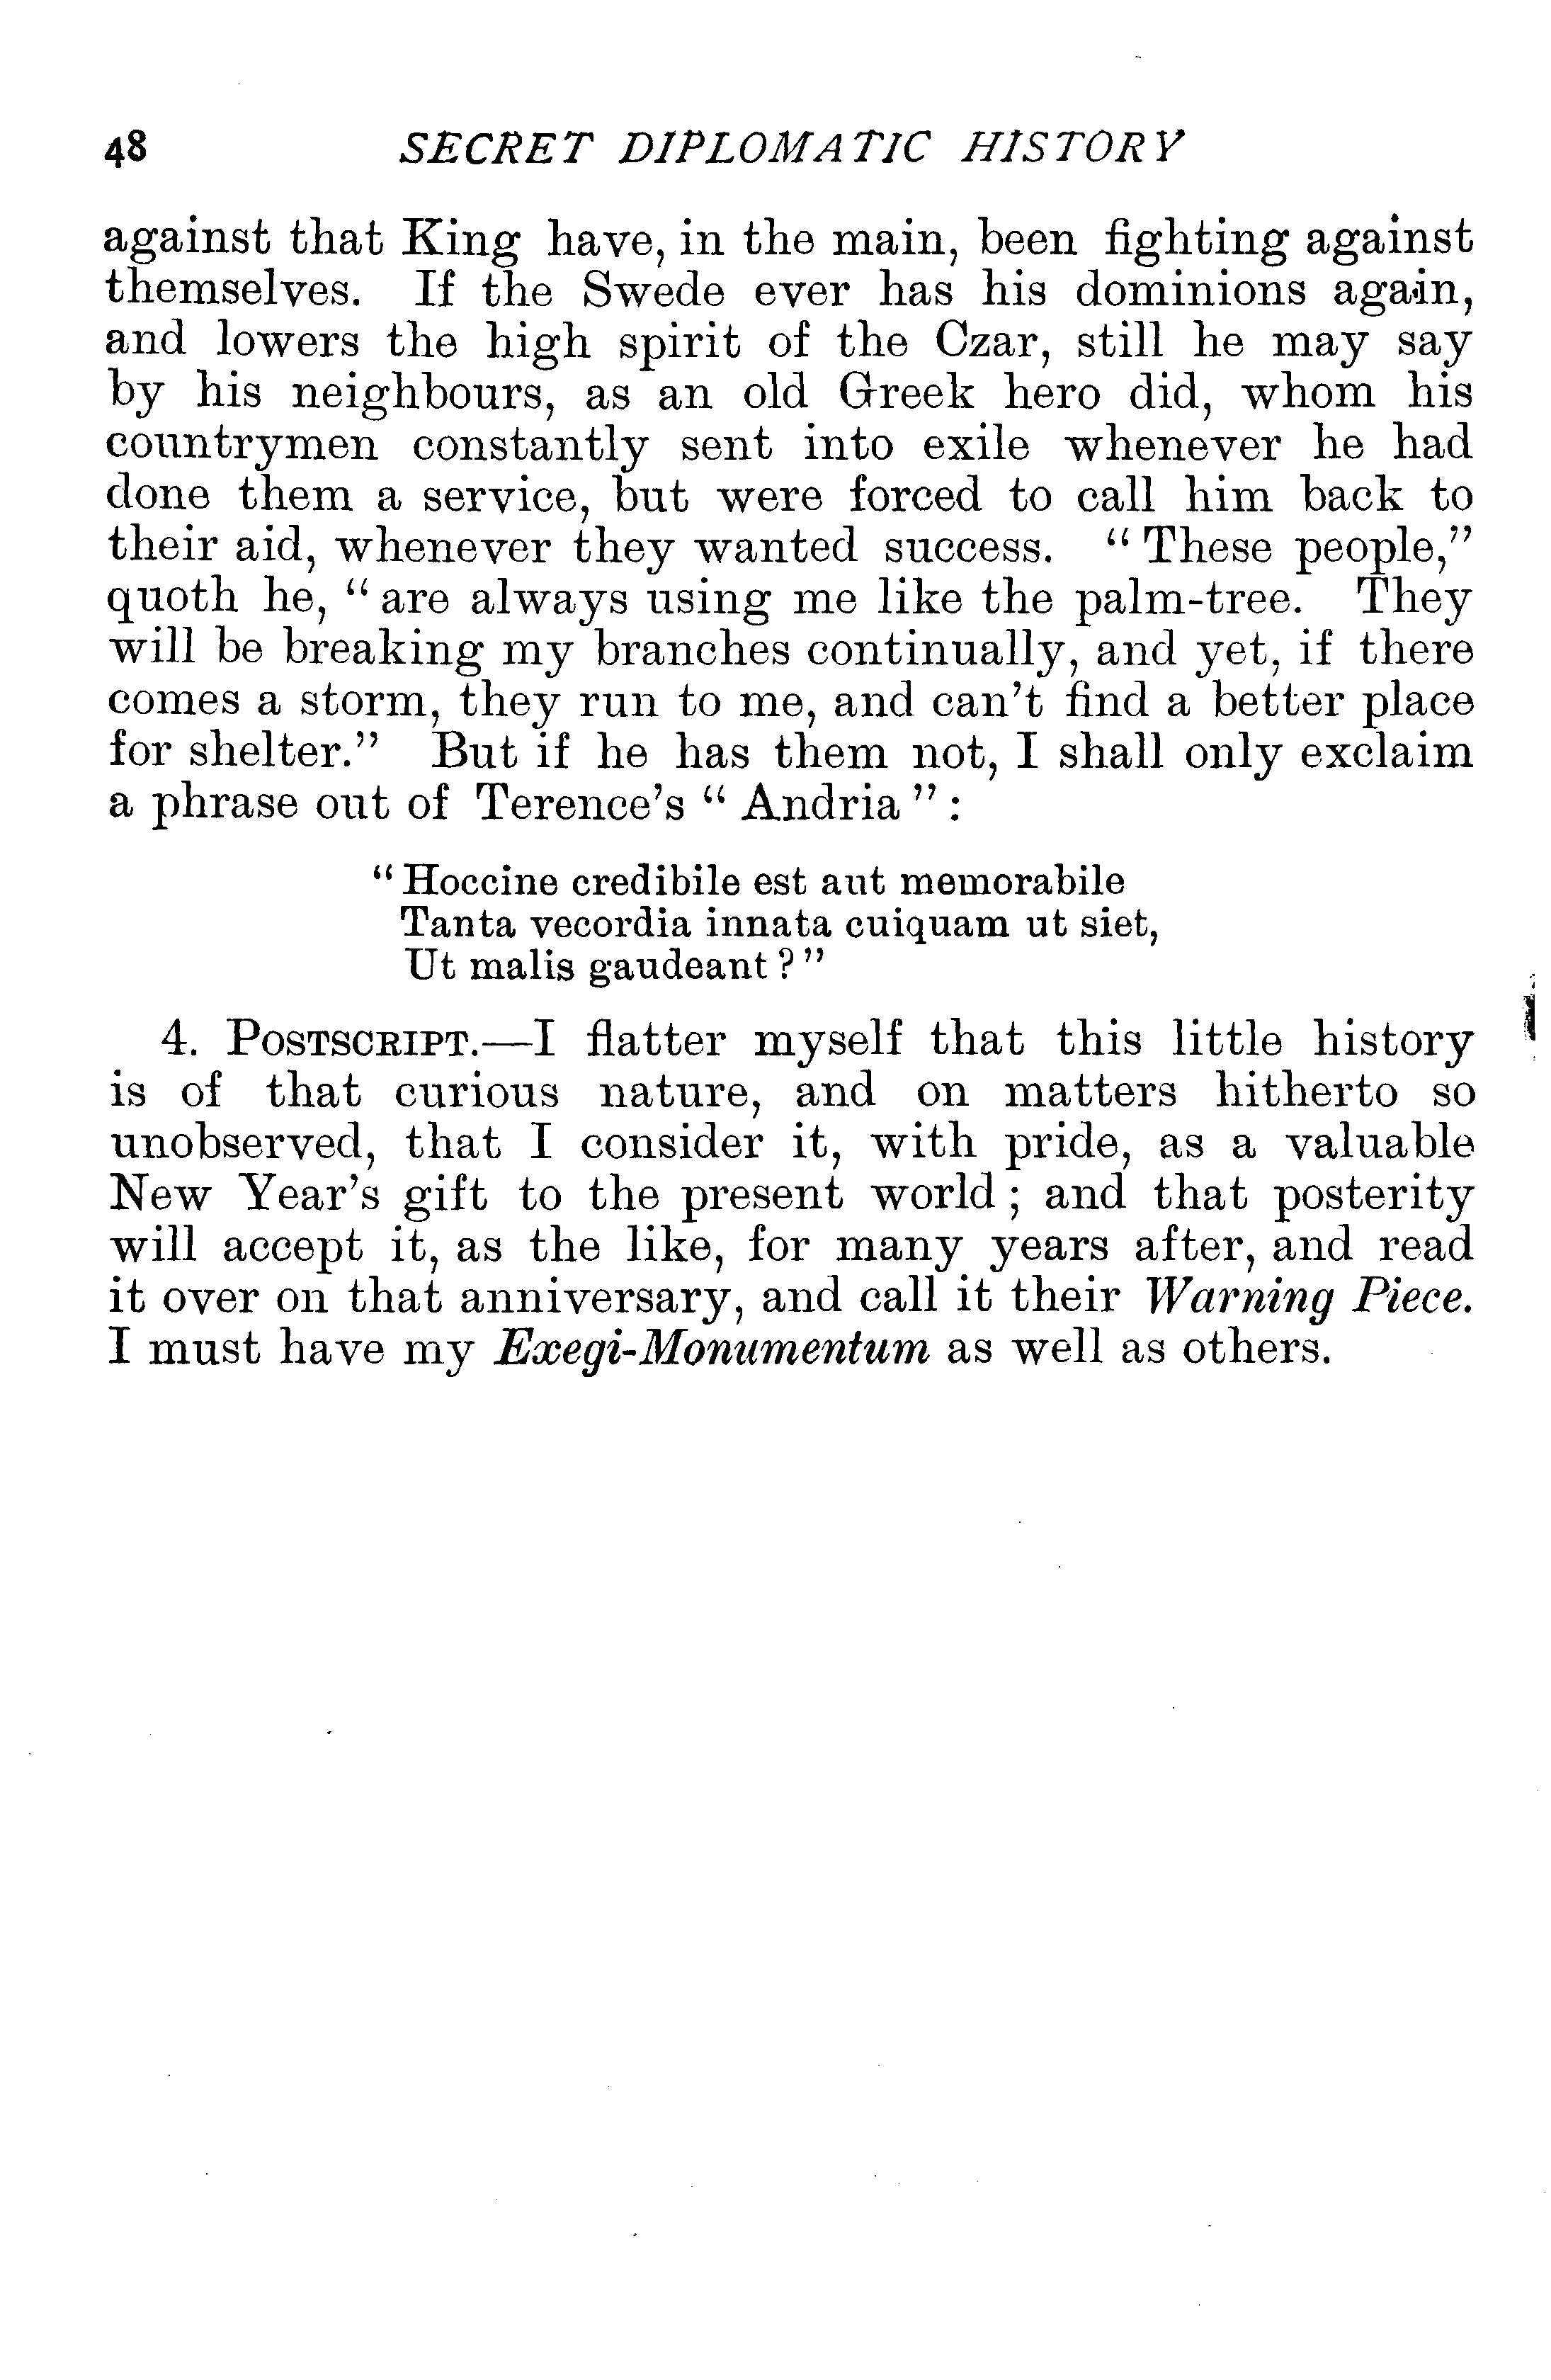 48 SECRET DIPLOMATIC HISTORY
against that King have, in the main, been fighting against
themselves. If the Swede ever has his dominions again,
and lowers the high spirit of the Czar, still he may say
by his neighbours, as an old Greek hero did, whom his
countrymen constantly sent into exile whenever he had
done them a service, but were forced to call him back to
their aid, whenever they wanted success. “These people,”
quoth he, “are always using me like the palm-tree. They
will be breaking my branches continually, and yet, if there
comes a storm, they run to me, and can’t find a better place
for shelter.” But if he has them not, I shall only exclaim
a phrase out of Terence’s “Andria”:
“Hoccine credibile est aut memorabile
Tanta vecordia innata cuiquam ut siet,
Ut malis gaudeant?”
4. POSTSCRIPT.—I flatter myself that this little history
is of that curious nature, and on matters hitherto so
unobserved, that I consider it, with pride, as a valuable
New Year’s gift to the present world; and that posterity
will accept it, as the like, for many years after, and read
it over on that anniversary, and call it their Warning Piece.
I must have my Exegi-Monumentum as well as others.